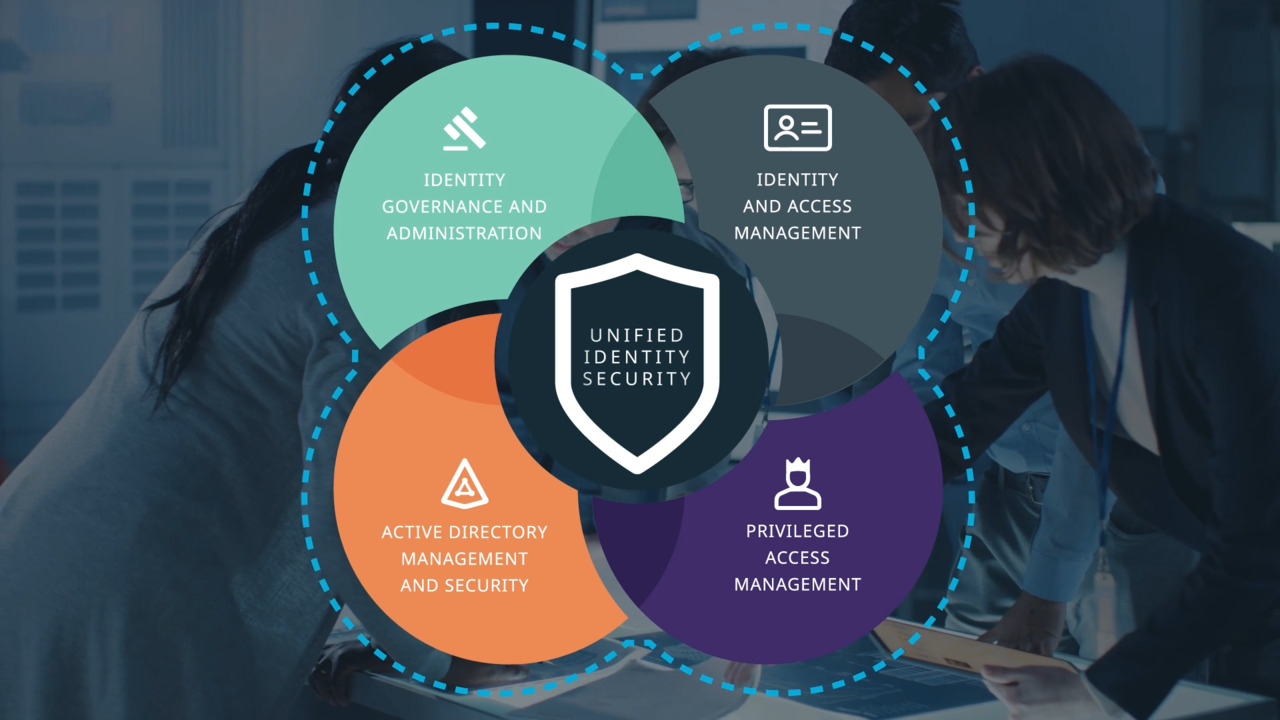 IDENTITY
GOVERNANCE AND
ADMINISTRATION
IDENTITY
AND ACCESS
MANAGEMENT
UNIFIED
IDENTITY
SECURITY
ACTIVE DIRECTORY
MANAGEMENT
AND SECURITY
PRIVILEGED
ACCESS
MANAGEMENT